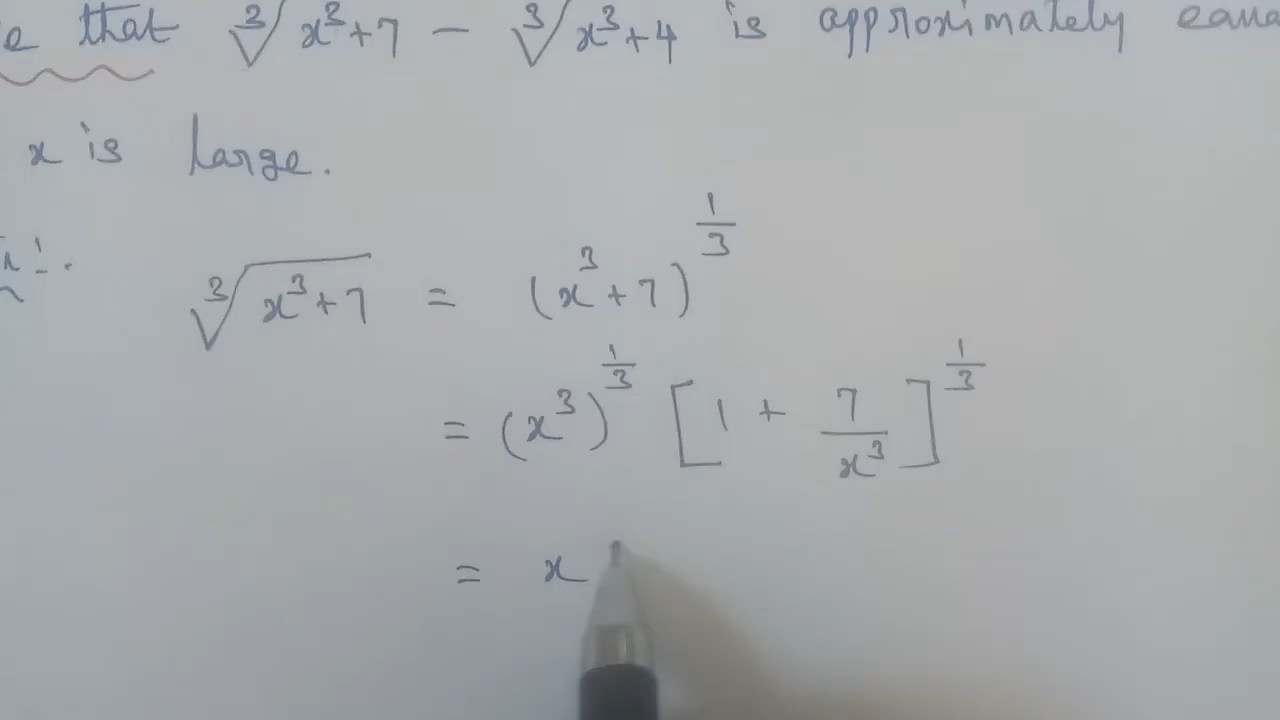 that ∛(x³+7) − ∛(x³+4) is approximately
x is large.
∛(x³+7) = (x³+7)^(1/3)
= (x³)^(1/3) [1 + 7/x³]^(1/3)
= x